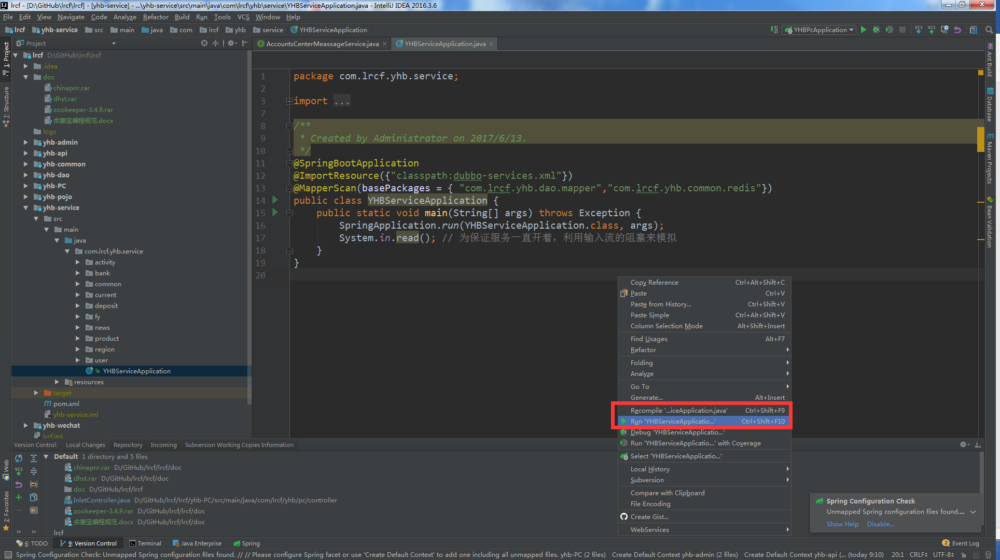 lrcf - [D:\GitHub\lrcf\lrcf] - [yhb-service] - ...\yhb-service\src\main\java\com\lrcf\yhb\service\YHBServiceApplication.java - IntelliJ IDEA 2016.3.6
File Edit View Navigate Code Analyze Refactor Build Run Tools VCS Window Help
lrcf yhb-service src main java com lrcf yhb service YHBServiceApplication
YHBPcApplication
VCS VCS
Project
AccountsCenterMeassageService.java
YHBServiceApplication.java
1: Project
7: Structure
Web
2: Favorites
lrcf D:\GitHub\lrcf\lrcf
.idea
doc
chinapnr.rar
dhst.rar
zookeeper-3.4.9.rar
余惠宝编程规范.docx
logs
yhb-admin
yhb-api
yhb-common
yhb-dao
yhb-PC
yhb-pojo
yhb-service
src
main
java
com.lrcf.yhb.service
activity
bank
common
current
deposit
fy
news
product
region
user
YHBServiceApplication
resources
target
pom.xml
yhb-service.iml
yhb-wechat
lrcf.iml
1 package com.lrcf.yhb.service;
2
3 import ...
7
8 /**
9 * Created by Administrator on 2017/6/13.
10 */
11 @SpringBootApplication
12 @ImportResource({"classpath:dubbo-services.xml"})
13 @MapperScan(basePackages = { "com.lrcf.yhb.dao.mapper","com.lrcf.yhb.common.redis"})
14 public class YHBServiceApplication {
15 public static void main(String[] args) throws Exception {
16 SpringApplication.run(YHBServiceApplication.class, args);
17 System.in.read(); // 为保证服务一直开着，利用输入流的阻塞来模拟
18 }
19 }
20
Ant Build
Database
Maven Projects
Bean Validation
Copy Reference Ctrl+Alt+Shift+C
Paste Ctrl+V
Paste from History... Ctrl+Shift+V
Paste Simple Ctrl+Alt+Shift+V
Column Selection Mode Alt+Shift+Insert
Find Usages Alt+F7
Refactor
Folding
Analyze
Go To
Generate... Alt+Insert
Recompile '...iceApplication.java' Ctrl+Shift+F9
Run 'YHBServiceApplicatio...' Ctrl+Shift+F10
Debug 'YHBServiceApplicatio...'
Run 'YHBServiceApplicatio...' with Coverage
Select 'YHBServiceApplicatio...'
Local History
Subversion
Compare with Clipboard
File Encoding
Create Gist...
WebServices
Version Control: Local Changes Repository Incoming Subversion Working Copies Information
VCS
Default 1 directory and 5 files
chinapnr.rar D:/GitHub/lrcf/lrcf/doc
dhst.rar D:/GitHub/lrcf/lrcf/doc
doc D:/GitHub/lrcf/lrcf
InletController.java D:/GitHub/lrcf/lrcf/yhb-PC/src/main/java/com/lrcf/yhb/pc/controller
zookeeper-3.4.9.rar D:/GitHub/lrcf/lrcf/doc
余惠宝编程规范.docx D:/GitHub/lrcf/lrcf/doc
lrcf
Spring Configuration Check
Unmapped Spring configuration files found....
Show Help Disable...
6: TODO 9: Version Control Terminal Java Enterprise Spring 2 Event Log
Spring Configuration Check: Unmapped Spring configuration files found. // // Please configure Spring facet or use 'Create Default Context' to add one including all unmapped files. yhb-PC (2 files) Create Default Context yhb-admin (2 files) Create Default Context yhb-api (... (today 9:10) 20:1 CRLF UTF-8